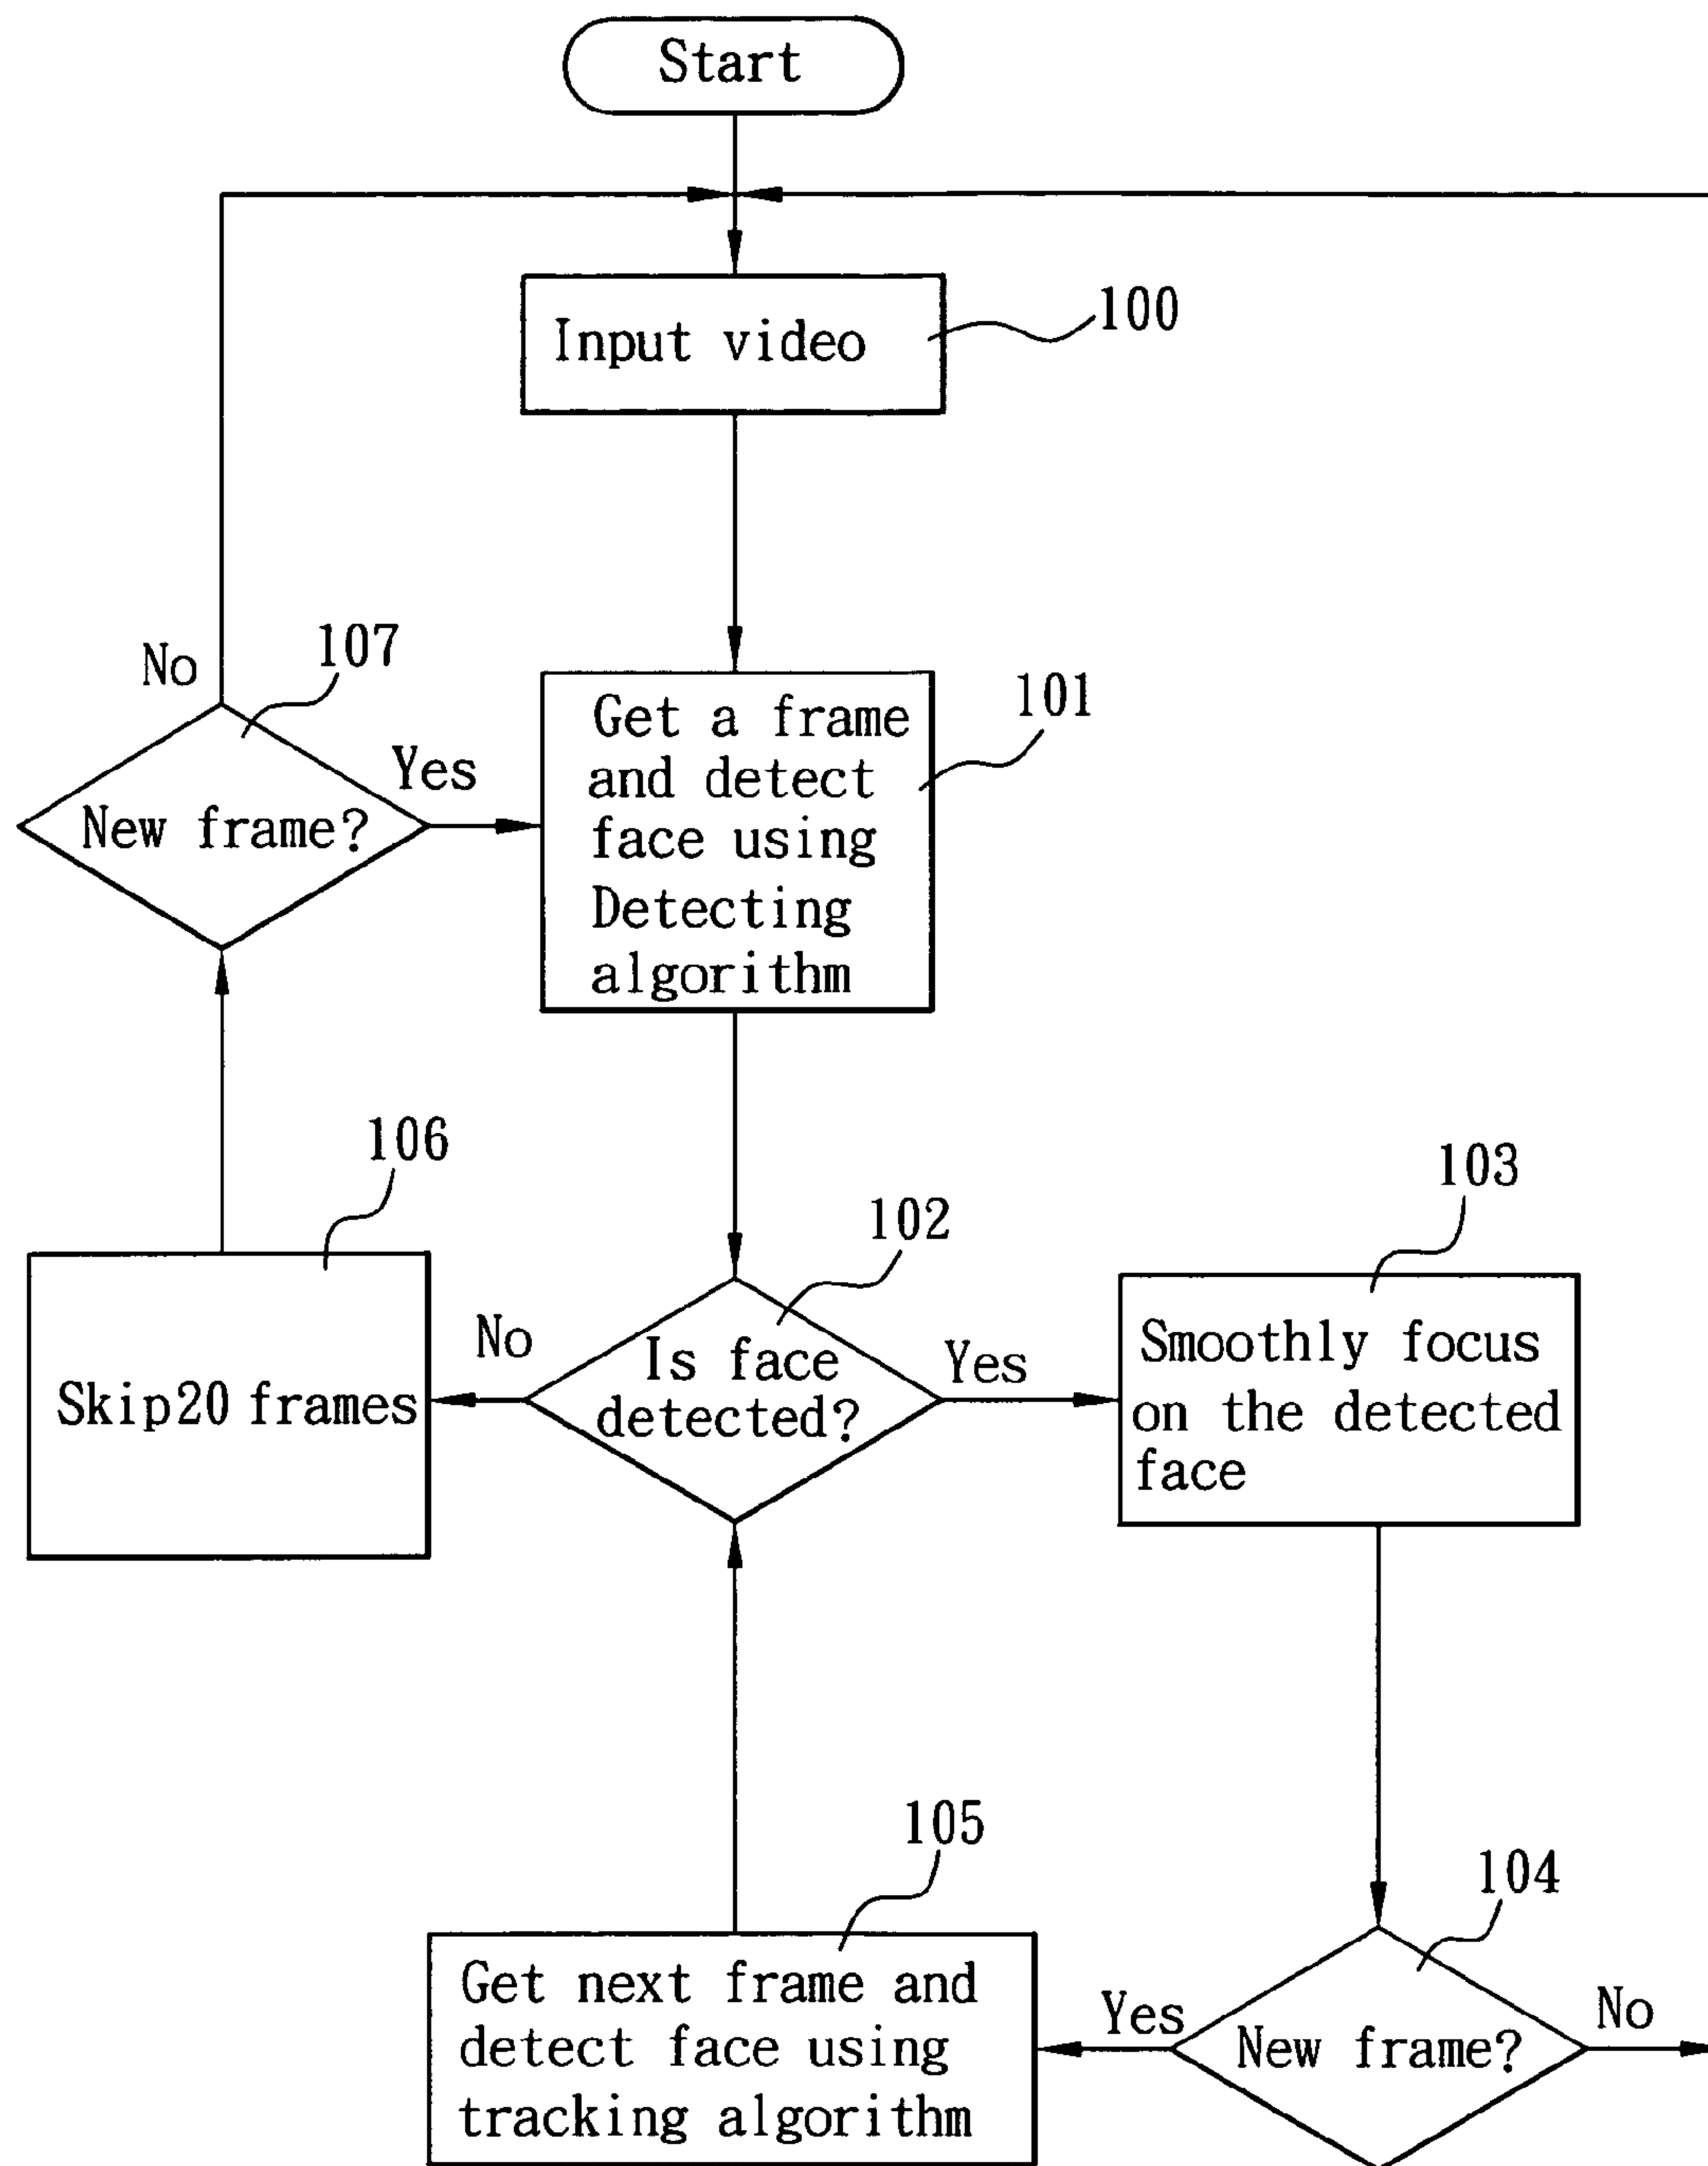 Start
Input video
100
No
107
Yes
New frame?
Get a frame
and detect
face using
Detecting
algorithm
101
106
Skip20 frames
No
102
Is face
detected?
Yes
103
Smoothly focus
on the detected
face
105
Get next frame and
detect face using
tracking algorithm
Yes
104
New frame?
No